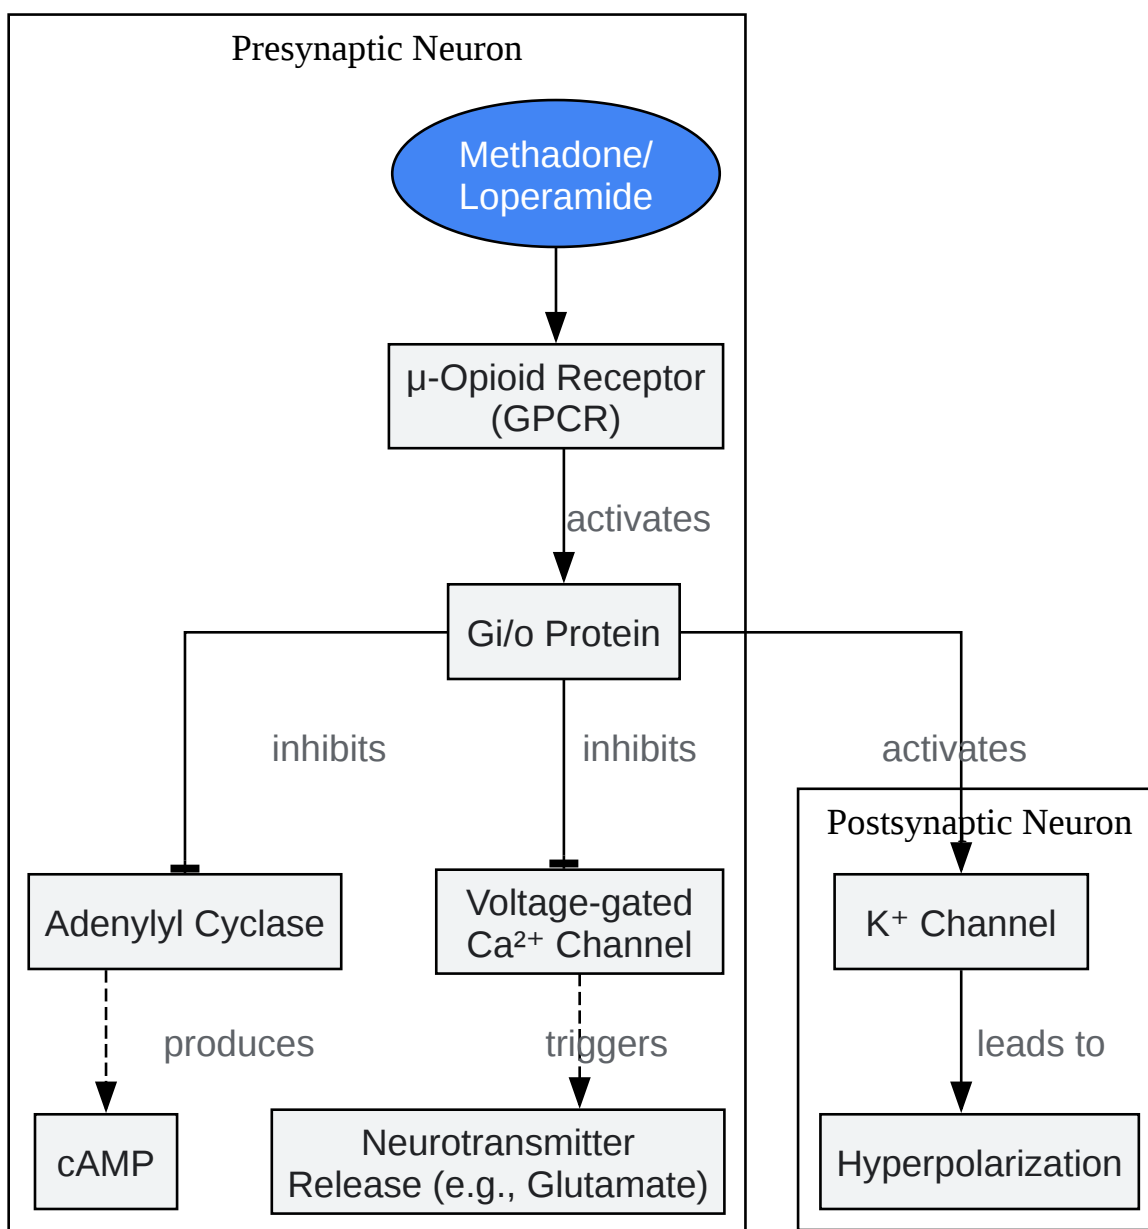 Presynaptic Neuron
Methadone/
Loperamide
μ-Opioid Receptor
(GPCR)
activates
Gi/o Protein
inhibits
inhibits
activates
Postsynaptic Neuron
Adenylyl Cyclase
Voltage-gated
Ca²⁺ Channel
K⁺ Channel
produces
triggers
leads to
cAMP
Neurotransmitter
Release (e.g., Glutamate)
Hyperpolarization